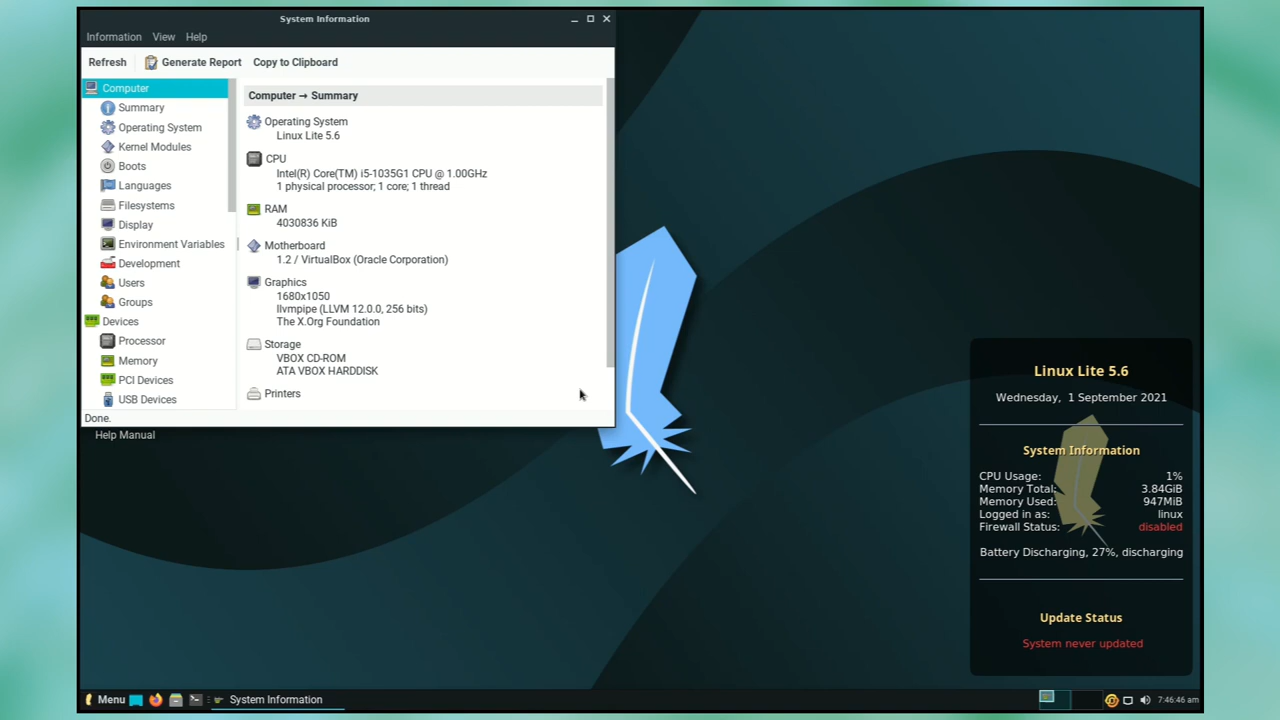 System Information
Information View Help
Refresh Generate Report Copy to Clipboard
Computer
Summary
Operating System
Kernel Modules
Boots
Languages
Filesystems
Display
Environment Variables
Development
Users
Groups
Devices
Processor
Memory
PCI Devices
USB Devices
Computer → Summary
Operating System
Linux Lite 5.6
CPU
Intel(R) Core(TM) i5-1035G1 CPU @ 1.00GHz
1 physical processor; 1 core; 1 thread
RAM
4030836 KiB
Motherboard
1.2 / VirtualBox (Oracle Corporation)
Graphics
1680x1050
llvmpipe (LLVM 12.0.0, 256 bits)
The X.Org Foundation
Storage
VBOX CD-ROM
ATA VBOX HARDDISK
Printers
Done.
Help Manual
Linux Lite 5.6
Wednesday, 1 September 2021
System Information
CPU Usage: 1%
Memory Total: 3.84GiB
Memory Used: 947MiB
Logged in as: linux
Firewall Status: disabled
Battery Discharging, 27%, discharging
Update Status
System never updated
Menu System Information 7:46:46 am